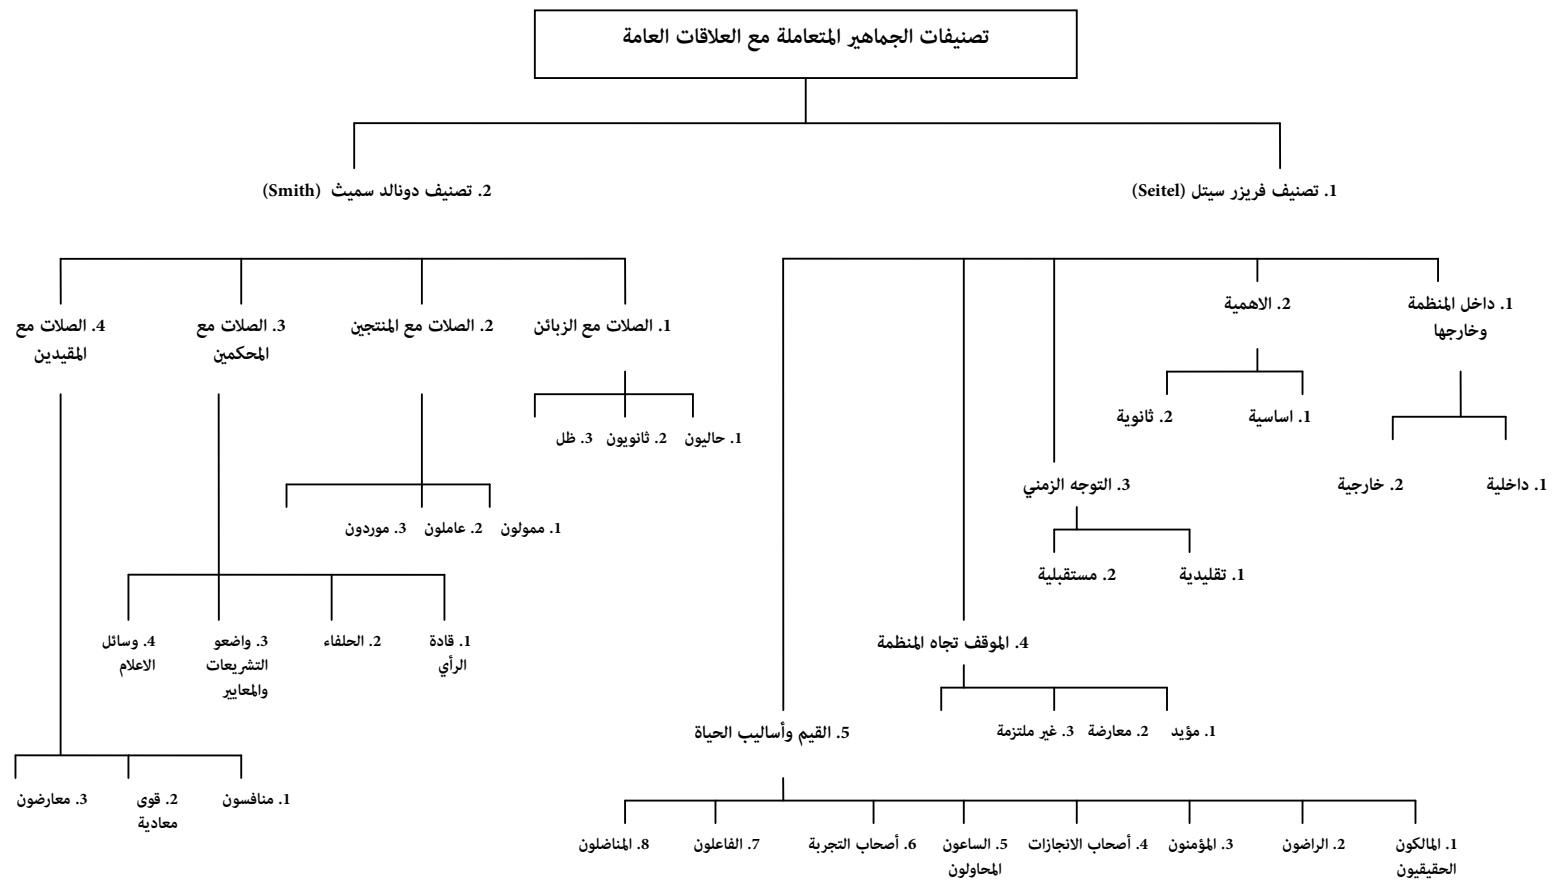 تصنيفات الجماهير المتعاملة مع العلاقات العامة
1. تصنيف فريزر سيتل (Seitel)
2. تصنيف دونالد سميث (Smith)
1. داخل المنظمة
وخارجها
2. الاهمية
1. داخلية
2. خارجية
1. اساسية
2. ثانوية
3. التوجه الزمني
1. تقليدية
2. مستقبلية
4. الموقف تجاه المنظمة
1. مؤيد
2. معارضة
3. غير ملتزمة
5. القيم وأساليب الحياة
1. المالكون
الحقيقيون
2. الراضون
3. المؤمنون
4. أصحاب الانجازات
5. الساعون
المحاولون
6. أصحاب التجربة
7. الفاعلون
8. المناضلون
1. الصلات مع الزبائن
2. الصلات مع المنتجين
3. الصلات مع
المحكمين
4. الصلات مع
المقيدين
1. حاليون
2. ثانويون
3. ظل
1. ممولون
2. عاملون
3. موردون
1. قادة
الرأي
2. الحلفاء
3. واضعو
التشريعات
والمعايير
4. وسائل
الاعلام
1. منافسون
2. قوى
معادية
3. معارضون